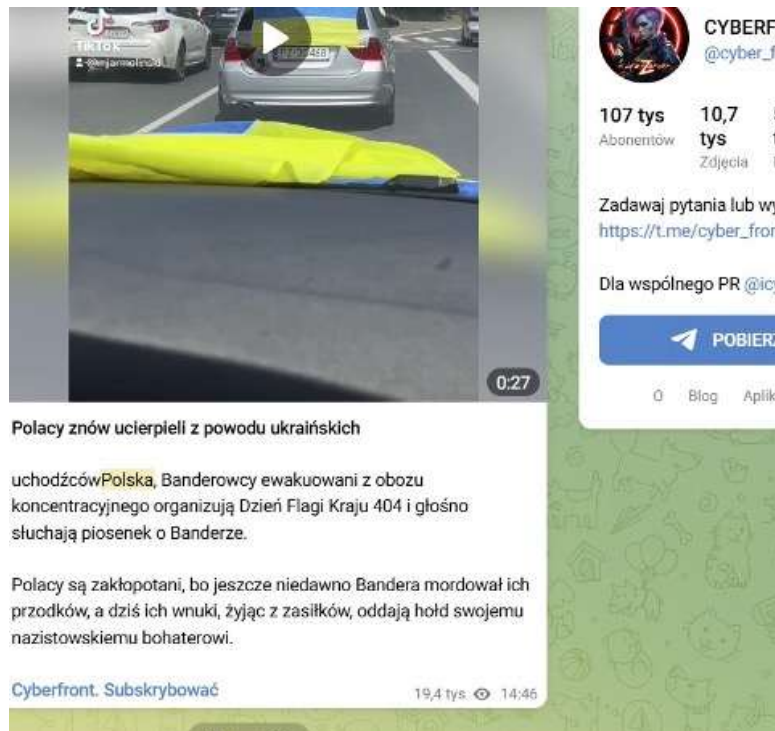 TikTok
0:27
Polacy znów ucierpieli z powodu ukraińskich
uchodźcówPolska, Banderowcy ewakuowani z obozu
koncentracyjnego organizują Dzień Flagi Kraju 404 i głośno
słuchają piosenek o Banderze.
Polacy są zakłopotani, bo jeszcze niedawno Bandera mordował ich
przodków, a dziś ich wnuki, żyjąc z zasiłków, oddają hołd swojemu
nazistowskiemu bohaterowi.
Cyberfront. Subskrybować
19,4 tys 14:46
CYBERF
@cyber_f
107 tys 10,7
tys
Abonentów
Zdjęcia
Zadawaj pytania lub wy
https://t.me/cyber_fron
Dla wspólnego PR @icy
POBIERZ
O Blog Aplik